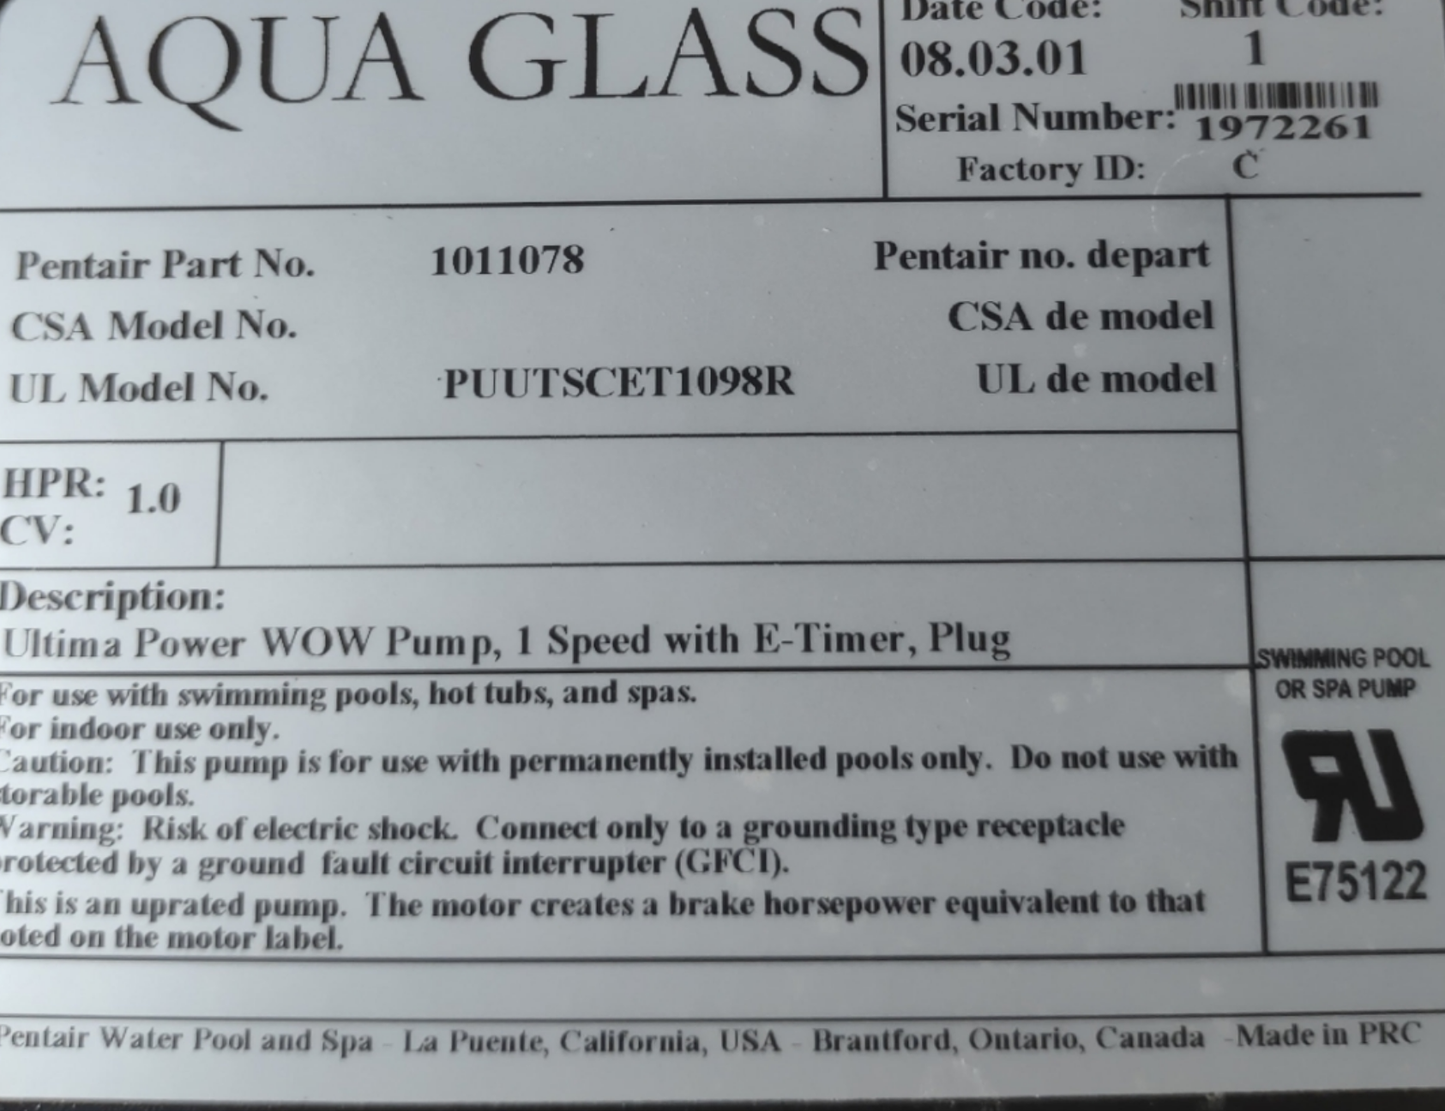 AQUA GLASS
Date Code: Shift Code:
08.03.01 1
Serial Number: 1972261
Factory ID: C
Pentair Part No. 1011078 Pentair no. depart
CSA Model No. CSA de model
UL Model No. PUUTSCET1098R UL de model
HPR: 1.0
CV:
Description:
Ultima Power WOW Pump, 1 Speed with E-Timer, Plug
For use with swimming pools, hot tubs, and spas.
For indoor use only.
Caution: This pump is for use with permanently installed pools only. Do not use with
torable pools.
Warning: Risk of electric shock. Connect only to a grounding type receptacle
rotected by a ground fault circuit interrupter (GFCI).
This is an uprated pump. The motor creates a brake horsepower equivalent to that
oted on the motor label.
SWIMMING POOL
OR SPA PUMP
RU
E75122
Pentair Water Pool and Spa - La Puente, California, USA - Brantford, Ontario, Canada - Made in PRC